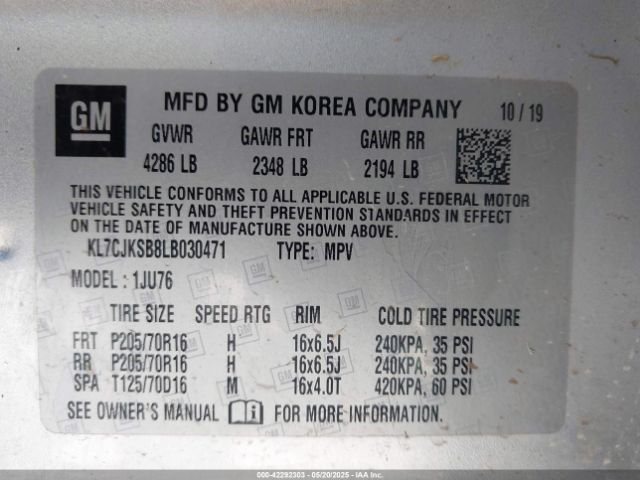 GM
MFD BY GM KOREA COMPANY 10 / 19
GVWR GAWR FRT GAWR RR
4286 LB 2348 LB 2194 LB
THIS VEHICLE CONFORMS TO ALL APPLICABLE U.S. FEDERAL MOTOR
VEHICLE SAFETY AND THEFT PREVENTION STANDARDS IN EFFECT
ON THE DATE OF MANUFACTURE SHOWN ABOVE.
KL7CJKSB8LB030471 TYPE: MPV
MODEL : 1JU76
TIRE SIZE SPEED RTG RIM COLD TIRE PRESSURE
FRT P205/70R16 H 16x6.5J 240KPA, 35 PSI
RR P205/70R16 H 16x6.5J 240KPA, 35 PSI
SPA T125/70D16 M 16x4.0T 420KPA, 60 PSI
SEE OWNER'S MANUAL i FOR MORE INFORMATION.
000-42292303 - 05/20/2025 - IAAI.COM